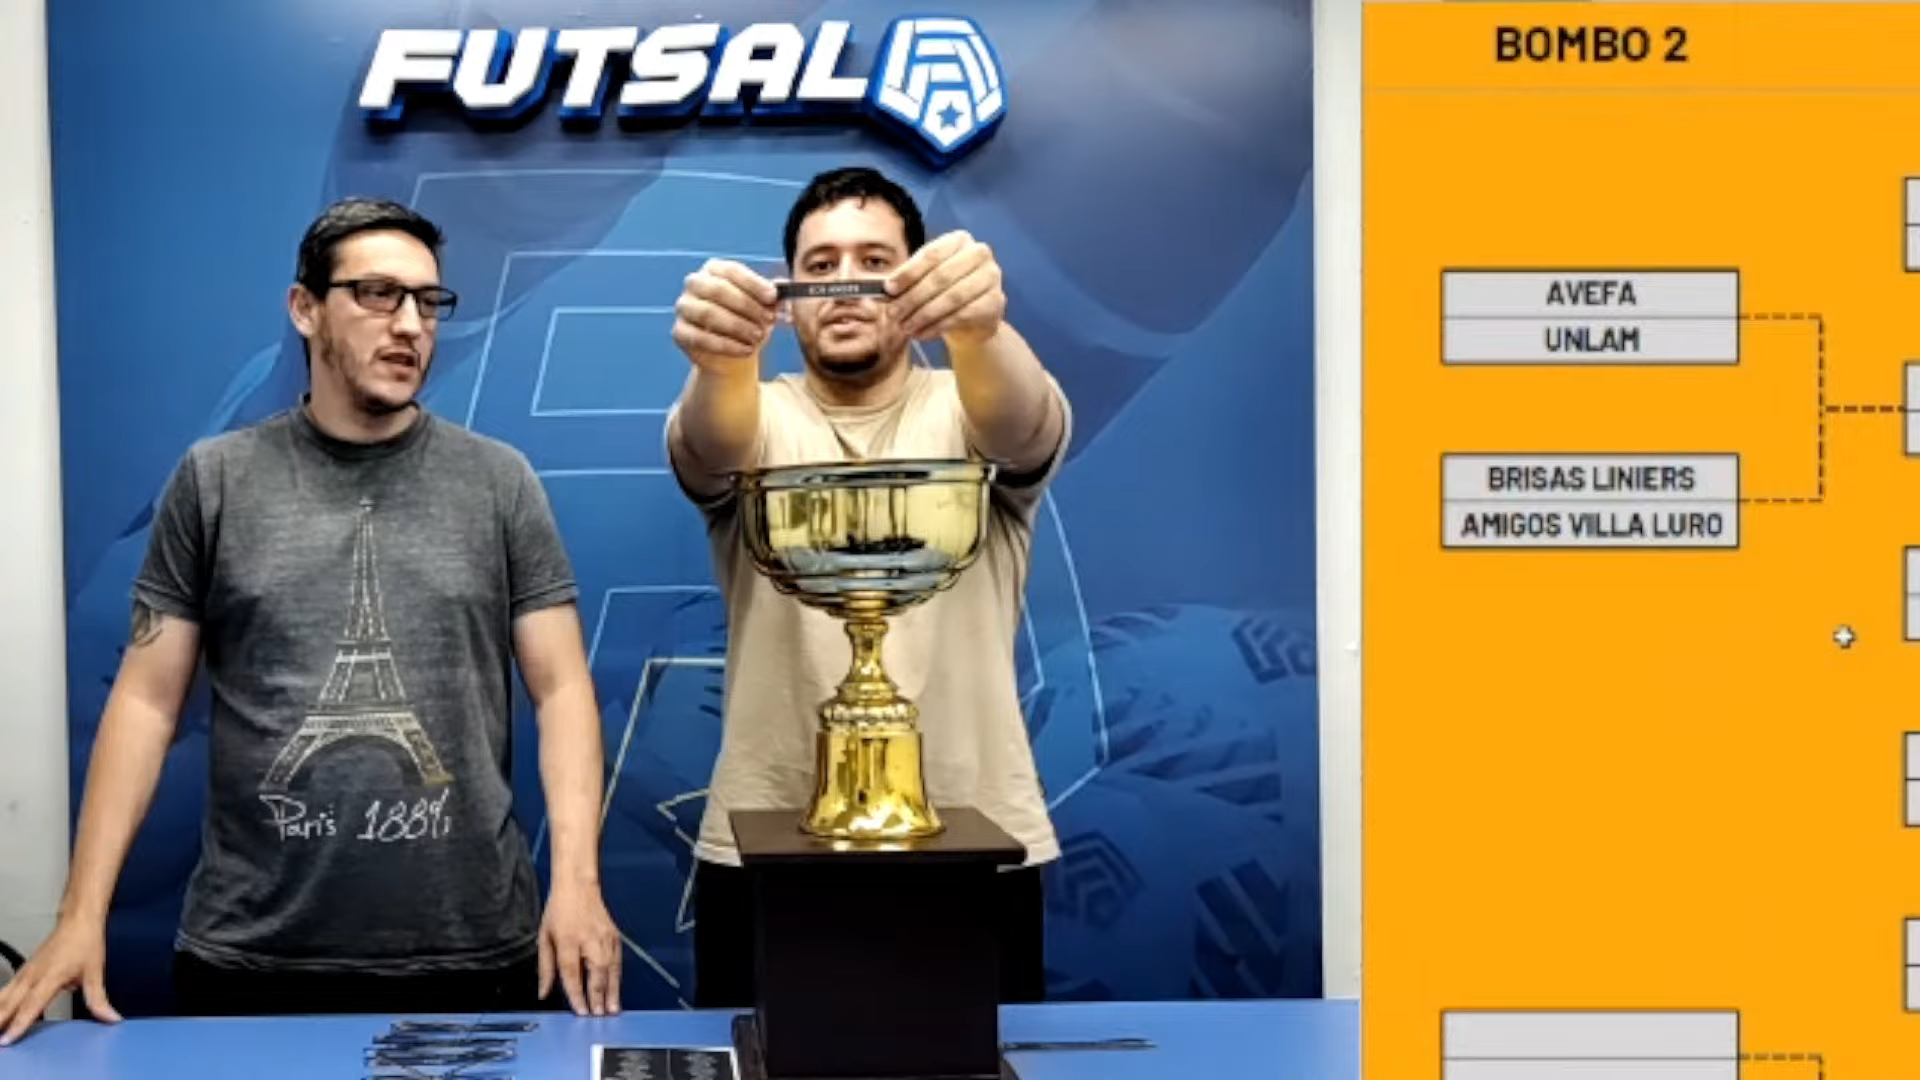 FUTSAL
BOMBO 2
AVEFA
UNLAM
BRISAS LINIERS
AMIGOS VILLA LURO
Paris 1889